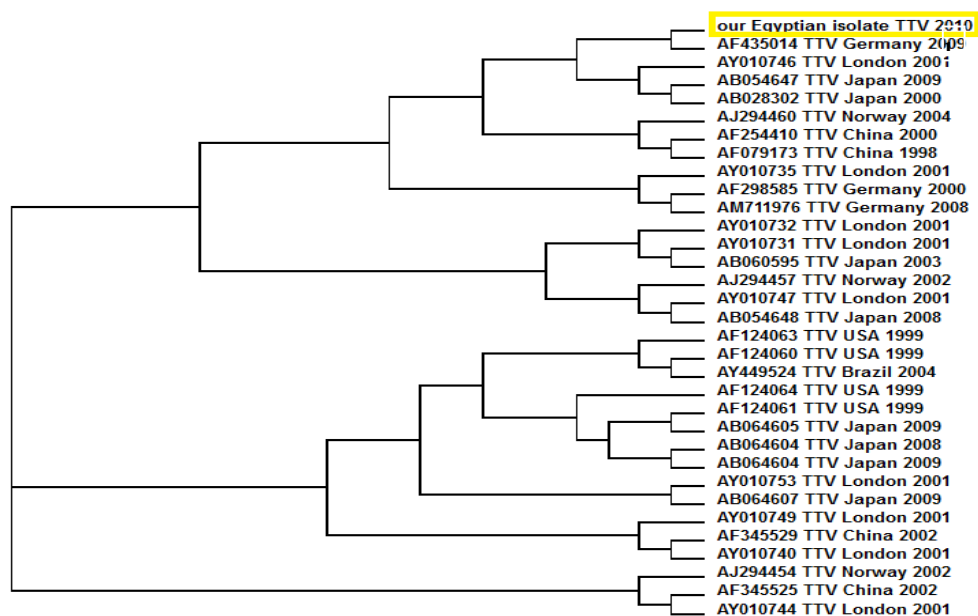 our Egyptian isolate TTV 2010
AF435014 TTV Germany 2009
AY010746 TTV London 2001
AB054647 TTV Japan 2009
AB028302 TTV Japan 2000
AJ294460 TTV Norway 2004
AF254410 TTV China 2000
AF079173 TTV China 1998
AY010735 TTV London 2001
AF298585 TTV Germany 2000
AM711976 TTV Germany 2008
AY010732 TTV London 2001
AY010731 TTV London 2001
AB060595 TTV Japan 2003
AJ294457 TTV Norway 2002
AY010747 TTV London 2001
AB054648 TTV Japan 2008
AF124063 TTV USA 1999
AF124060 TTV USA 1999
AY449524 TTV Brazil 2004
AF124064 TTV USA 1999
AF124061 TTV USA 1999
AB064605 TTV Japan 2009
AB064604 TTV Japan 2008
AB064604 TTV Japan 2009
AY010753 TTV London 2001
AB064607 TTV Japan 2009
AY010749 TTV London 2001
AF345529 TTV China 2002
AY010740 TTV London 2001
AJ294454 TTV Norway 2002
AF345525 TTV China 2002
AY010744 TTV London 2001